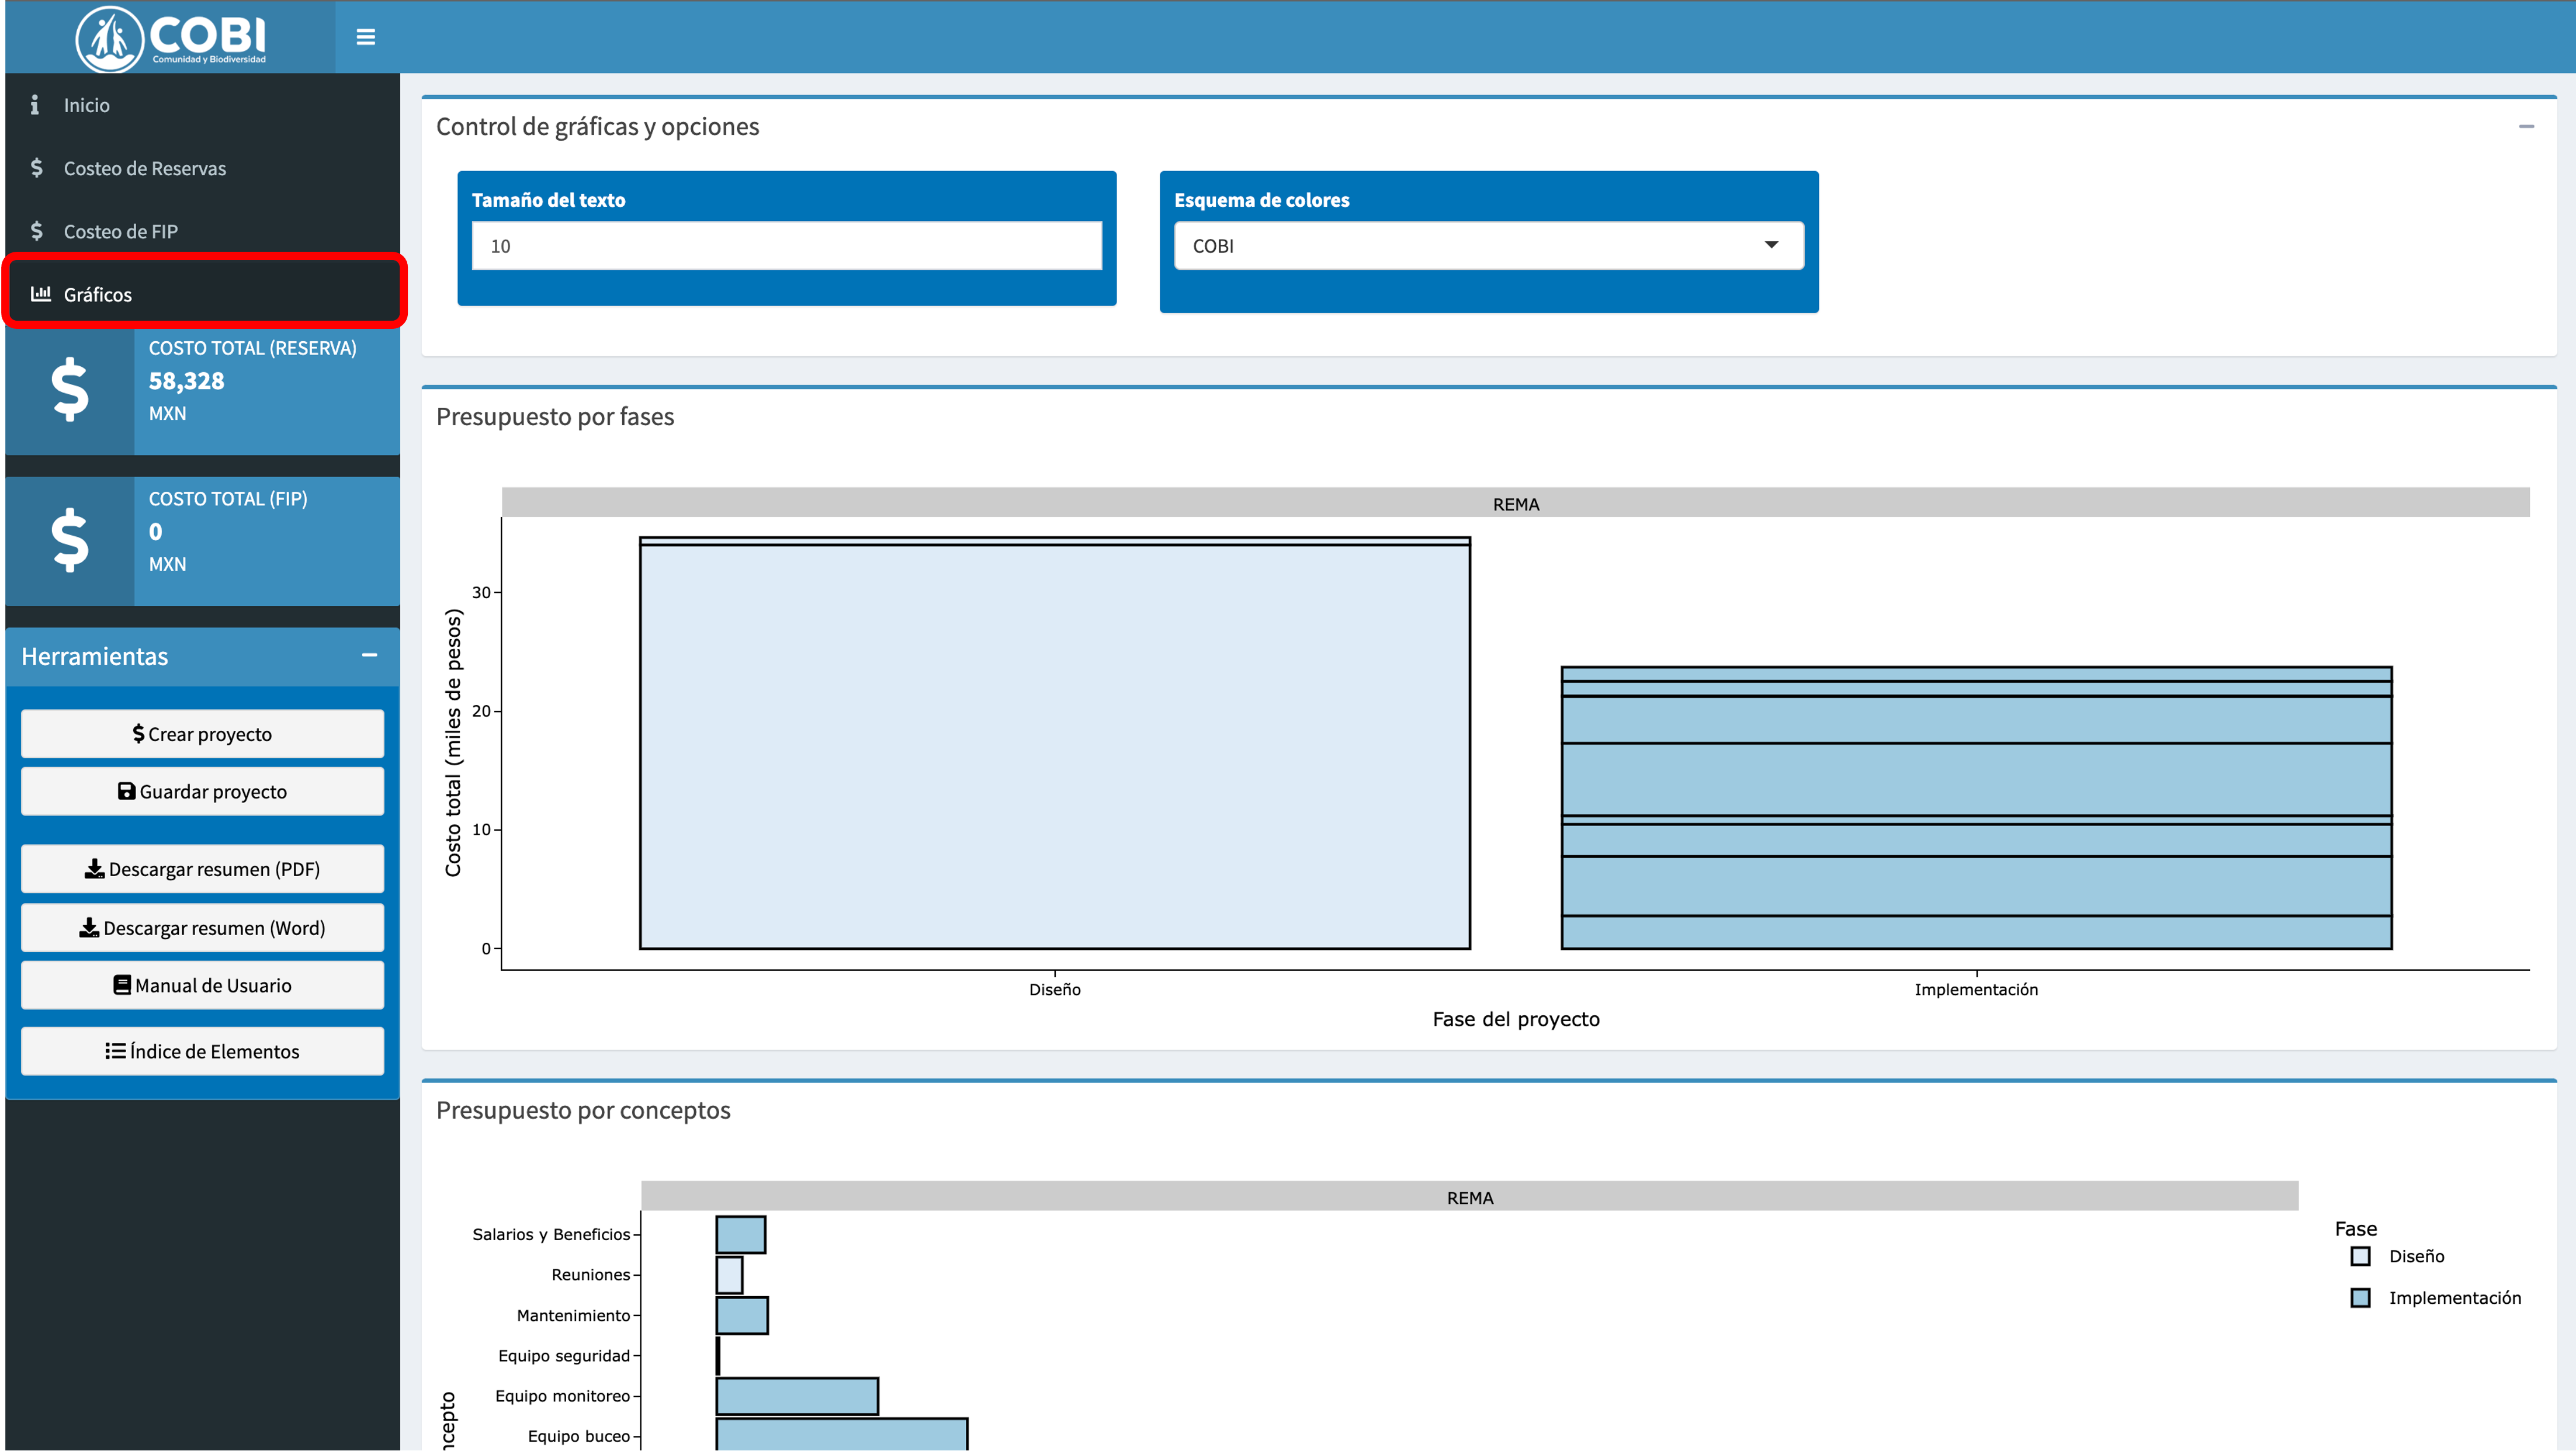 COBI
Comunidad y Biodiversidad
Inicio
Costeo de Reservas
Costeo de FIP
Gráficos
COSTO TOTAL (RESERVA)
58,328
MXN
COSTO TOTAL (FIP)
0
MXN
Herramientas
Crear proyecto
Guardar proyecto
Descargar resumen (PDF)
Descargar resumen (Word)
Manual de Usuario
Índice de Elementos
Control de gráficas y opciones
Tamaño del texto
10
Esquema de colores
COBI
Presupuesto por fases
REMA
Costo total (miles de pesos)
30
20
10
0
Diseño
Implementación
Fase del proyecto
Presupuesto por conceptos
REMA
Salarios y Beneficios
Reuniones
Mantenimiento
Equipo seguridad
Equipo monitoreo
Equipo buceo
ncepto
Fase
Diseño
Implementación